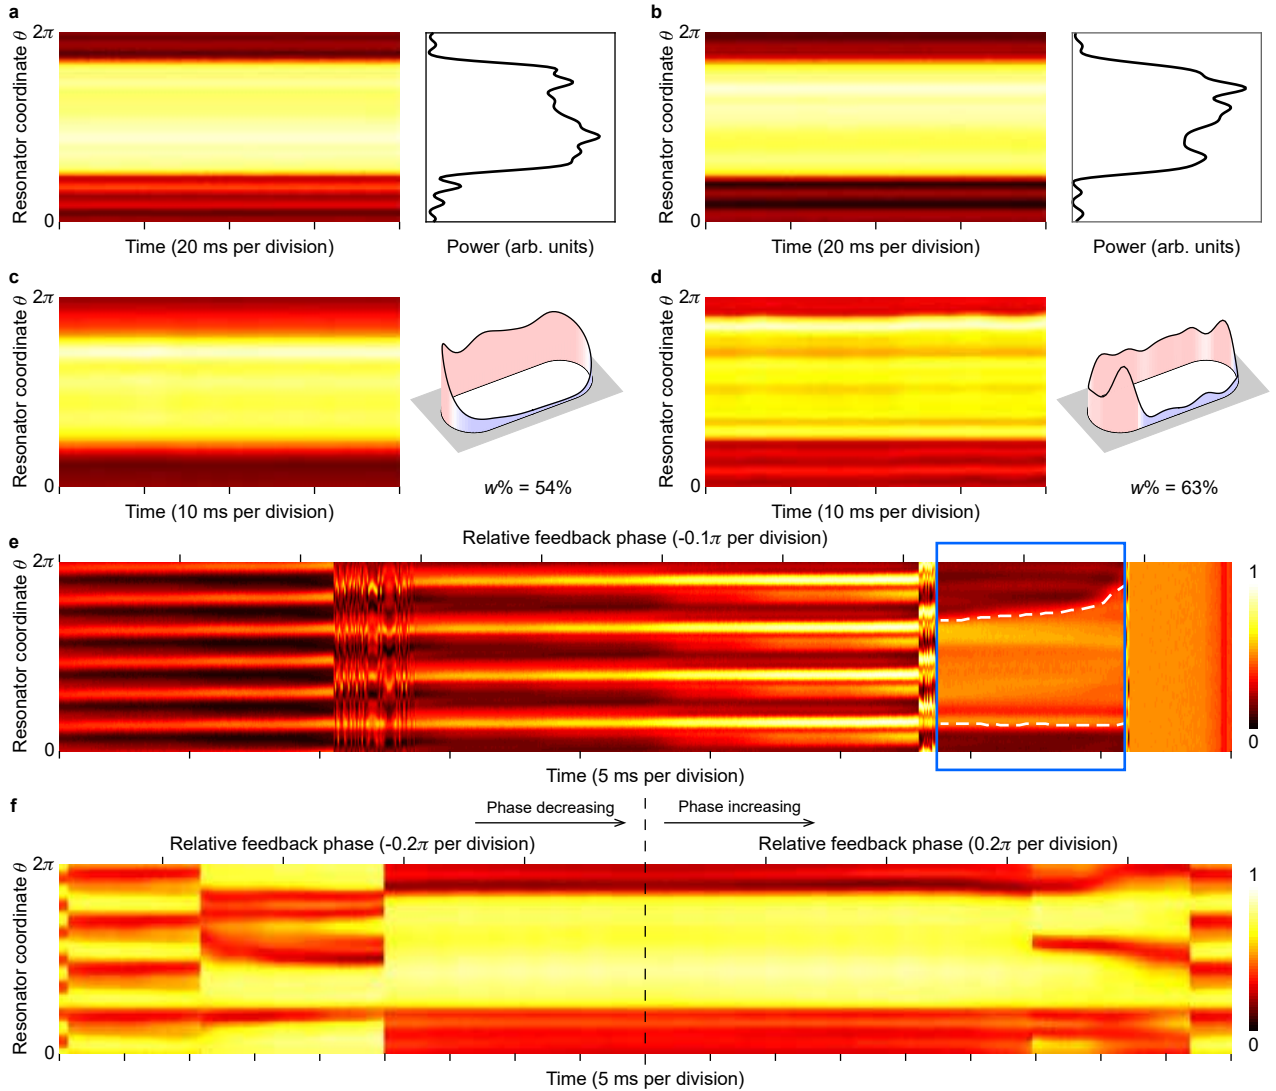 a
Resonator coordinate θ
2π
0
Time (20 ms per division)
Power (arb. units)
b
Resonator coordinate θ
2π
0
Time (20 ms per division)
Power (arb. units)
c
Resonator coordinate θ
2π
0
Time (10 ms per division)
w% = 54%
d
Resonator coordinate θ
2π
0
Time (10 ms per division)
w% = 63%
e
Relative feedback phase (-0.1π per division)
Resonator coordinate θ
2π
0
1
0
Time (5 ms per division)
f
Phase decreasing
Phase increasing
Relative feedback phase (-0.2π per division)
Relative feedback phase (0.2π per division)
Resonator coordinate θ
2π
0
1
0
Time (5 ms per division)